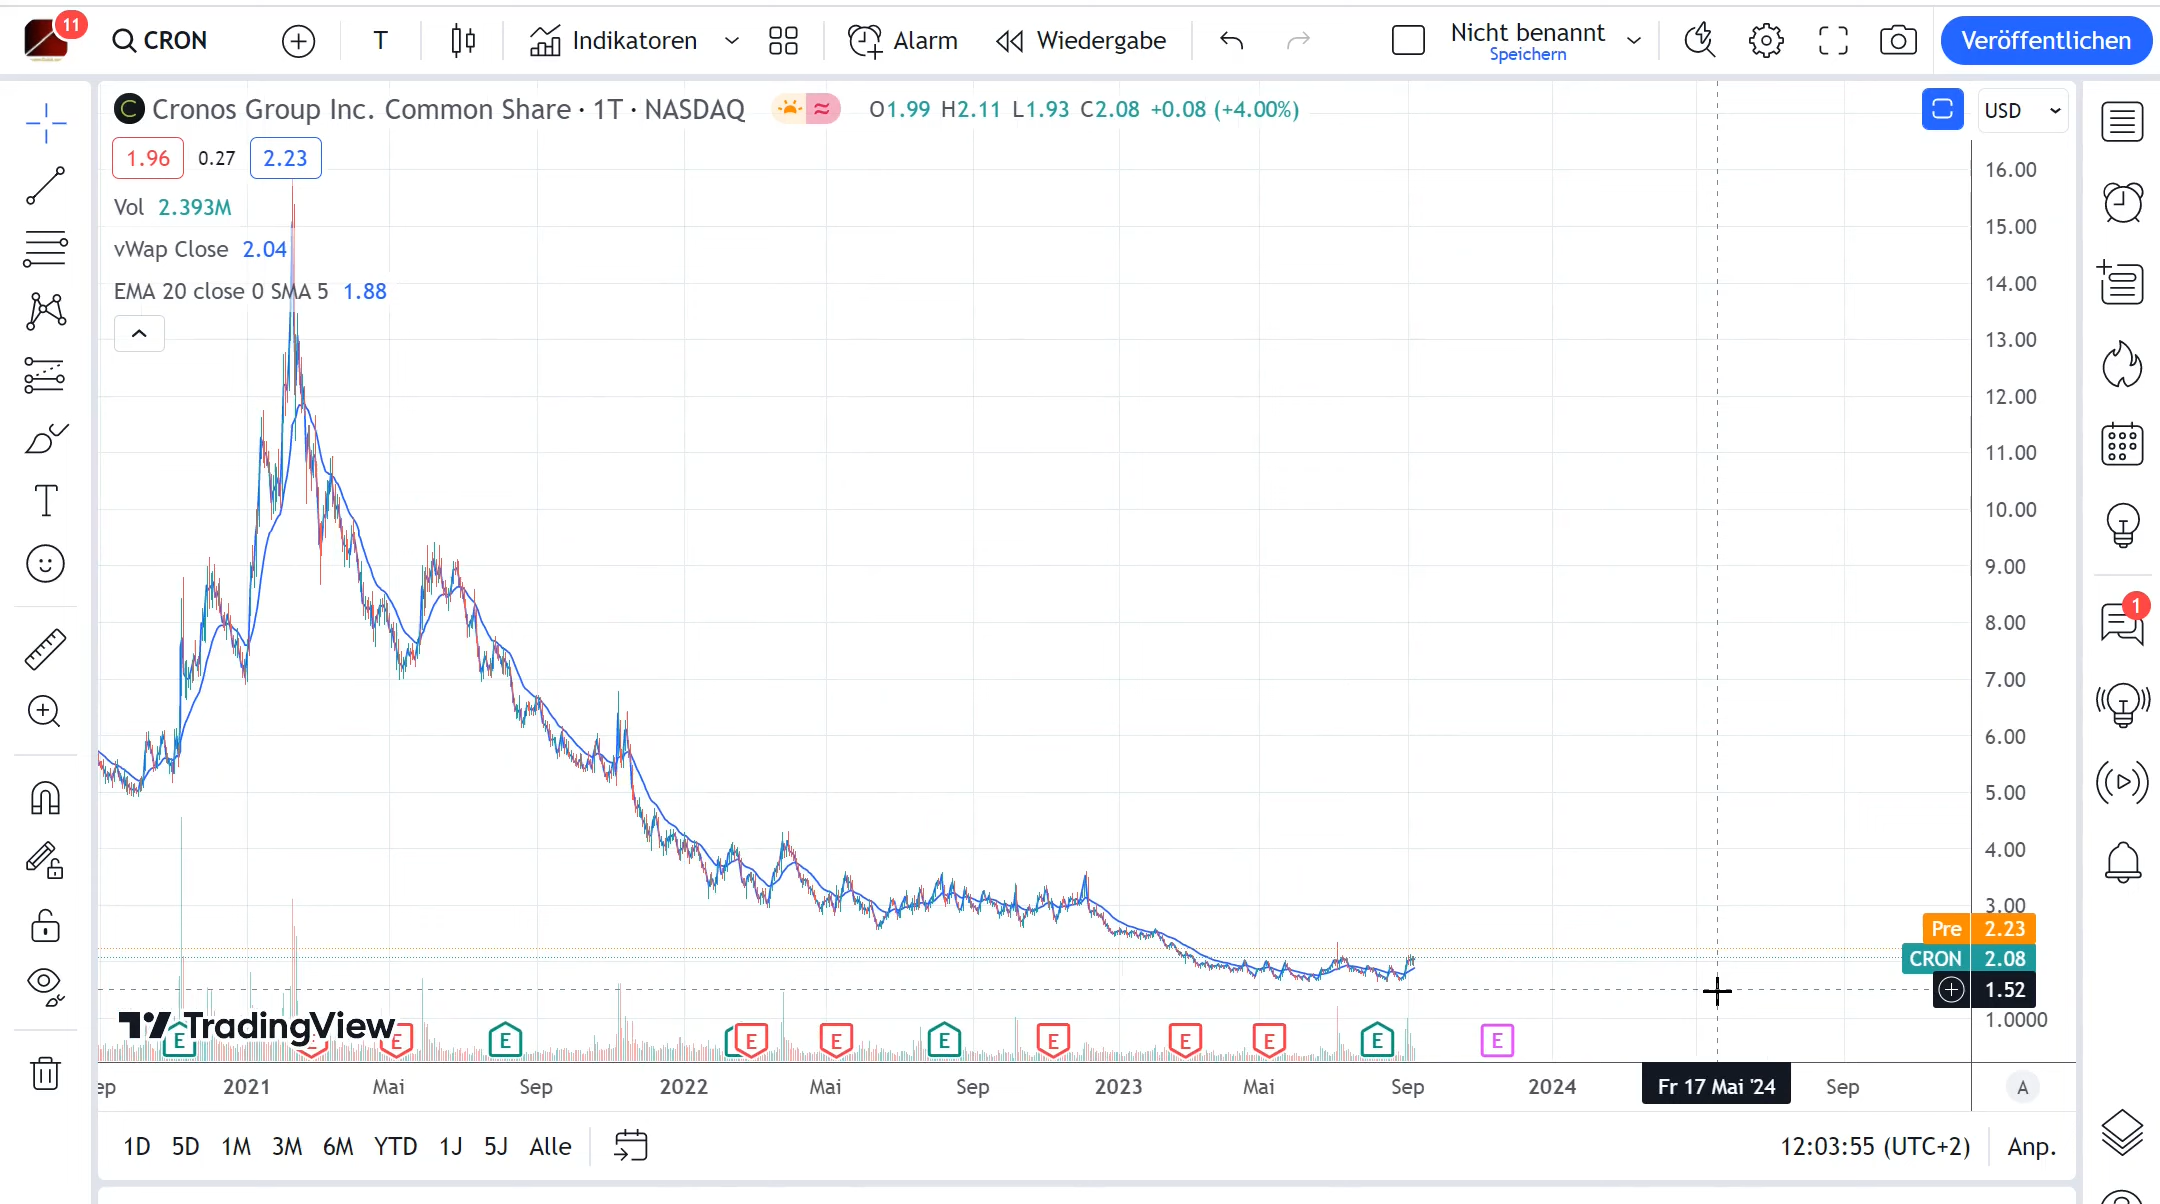 11
CRON
T
Indikatoren
Alarm
Wiedergabe
Nicht benannt
Speichern
Veröffentlichen
C Cronos Group Inc. Common Share · 1T · NASDAQ
O1.99 H2.11 L1.93 C2.08 +0.08 (+4.00%)
USD
1.96 0.27 2.23
Vol 2.393M
vWap Close 2.04
EMA 20 close 0 SMA 5 1.88
16.00
15.00
14.00
13.00
12.00
11.00
10.00
9.00
8.00
7.00
6.00
5.00
4.00
3.00
Pre 2.23
CRON 2.08
1.52
1.0000
1
TradingView
E E E E E E E E E E E E E
ep 2021 Mai Sep 2022 Mai Sep 2023 Mai Sep 2024 Fr 17 Mai '24 Sep A
1D 5D 1M 3M 6M YTD 1J 5J Alle
12:03:55 (UTC+2) Anp.